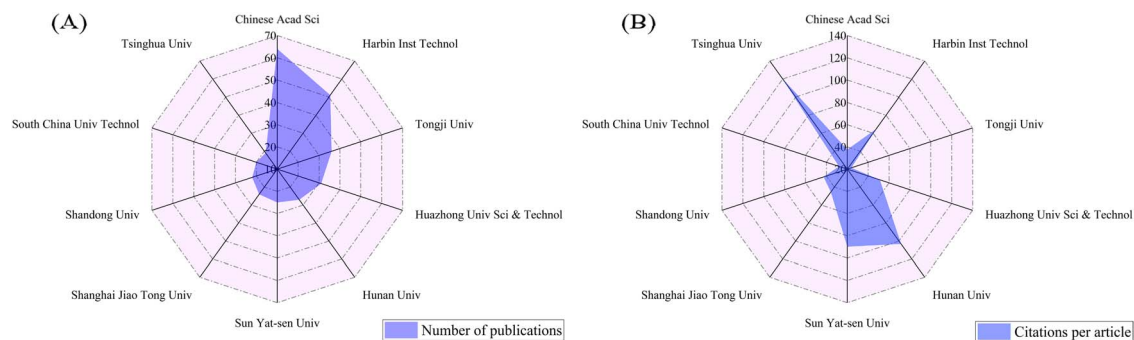 (A)
Chinese Acad Sci
Tsinghua Univ
Harbin Inst Technol
South China Univ Technol
Tongji Univ
Shandong Univ
Huazhong Univ Sci & Technol
Shanghai Jiao Tong Univ
Hunan Univ
Sun Yat-sen Univ
70
60
50
40
30
20
10
Number of publications
(B)
Chinese Acad Sci
Tsinghua Univ
Harbin Inst Technol
South China Univ Technol
Tongji Univ
Shandong Univ
Huazhong Univ Sci & Technol
Shanghai Jiao Tong Univ
Hunan Univ
Sun Yat-sen Univ
140
120
100
80
60
40
20
Citations per article